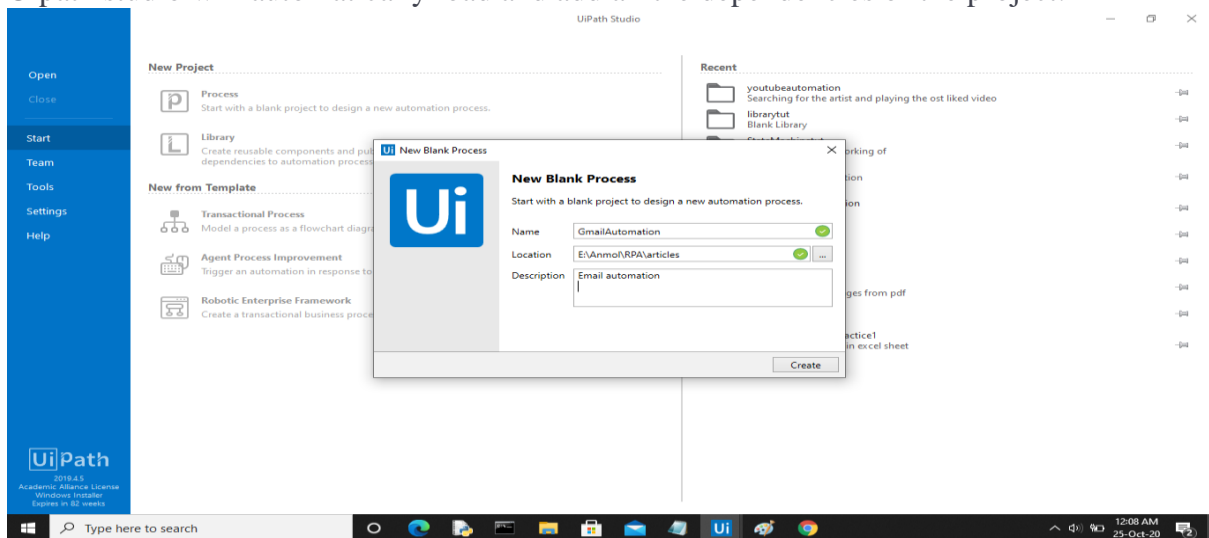 UiPath Studio
Open
Close
Start
Team
Tools
Settings
Help
UiPath
2019.4.5
Academic Alliance License
Windows Installer
Expires in 82 weeks
New Project
Process
Start with a blank project to design a new automation process.
Library
Create reusable components and pu
dependencies to automation process
New from Template
Transactional Process
Model a process as a flowchart diagr
Agent Process Improvement
Trigger an automation in response to
Robotic Enterprise Framework
Create a transactional business proce
Ui New Blank Process
Ui
New Blank Process
Start with a blank project to design a new automation process.
Name GmailAutomation
Location E:\Anmol\RPA\articles ...
Description Email automation
Create
Recent
youtubeautomation
Searching for the artist and playing the ost liked video
librarytut
Blank Library
orking of
tion
ion
ges from pdf
actice1
in excel sheet
Type here to search
Ui
12:08 AM
25-Oct-20
2